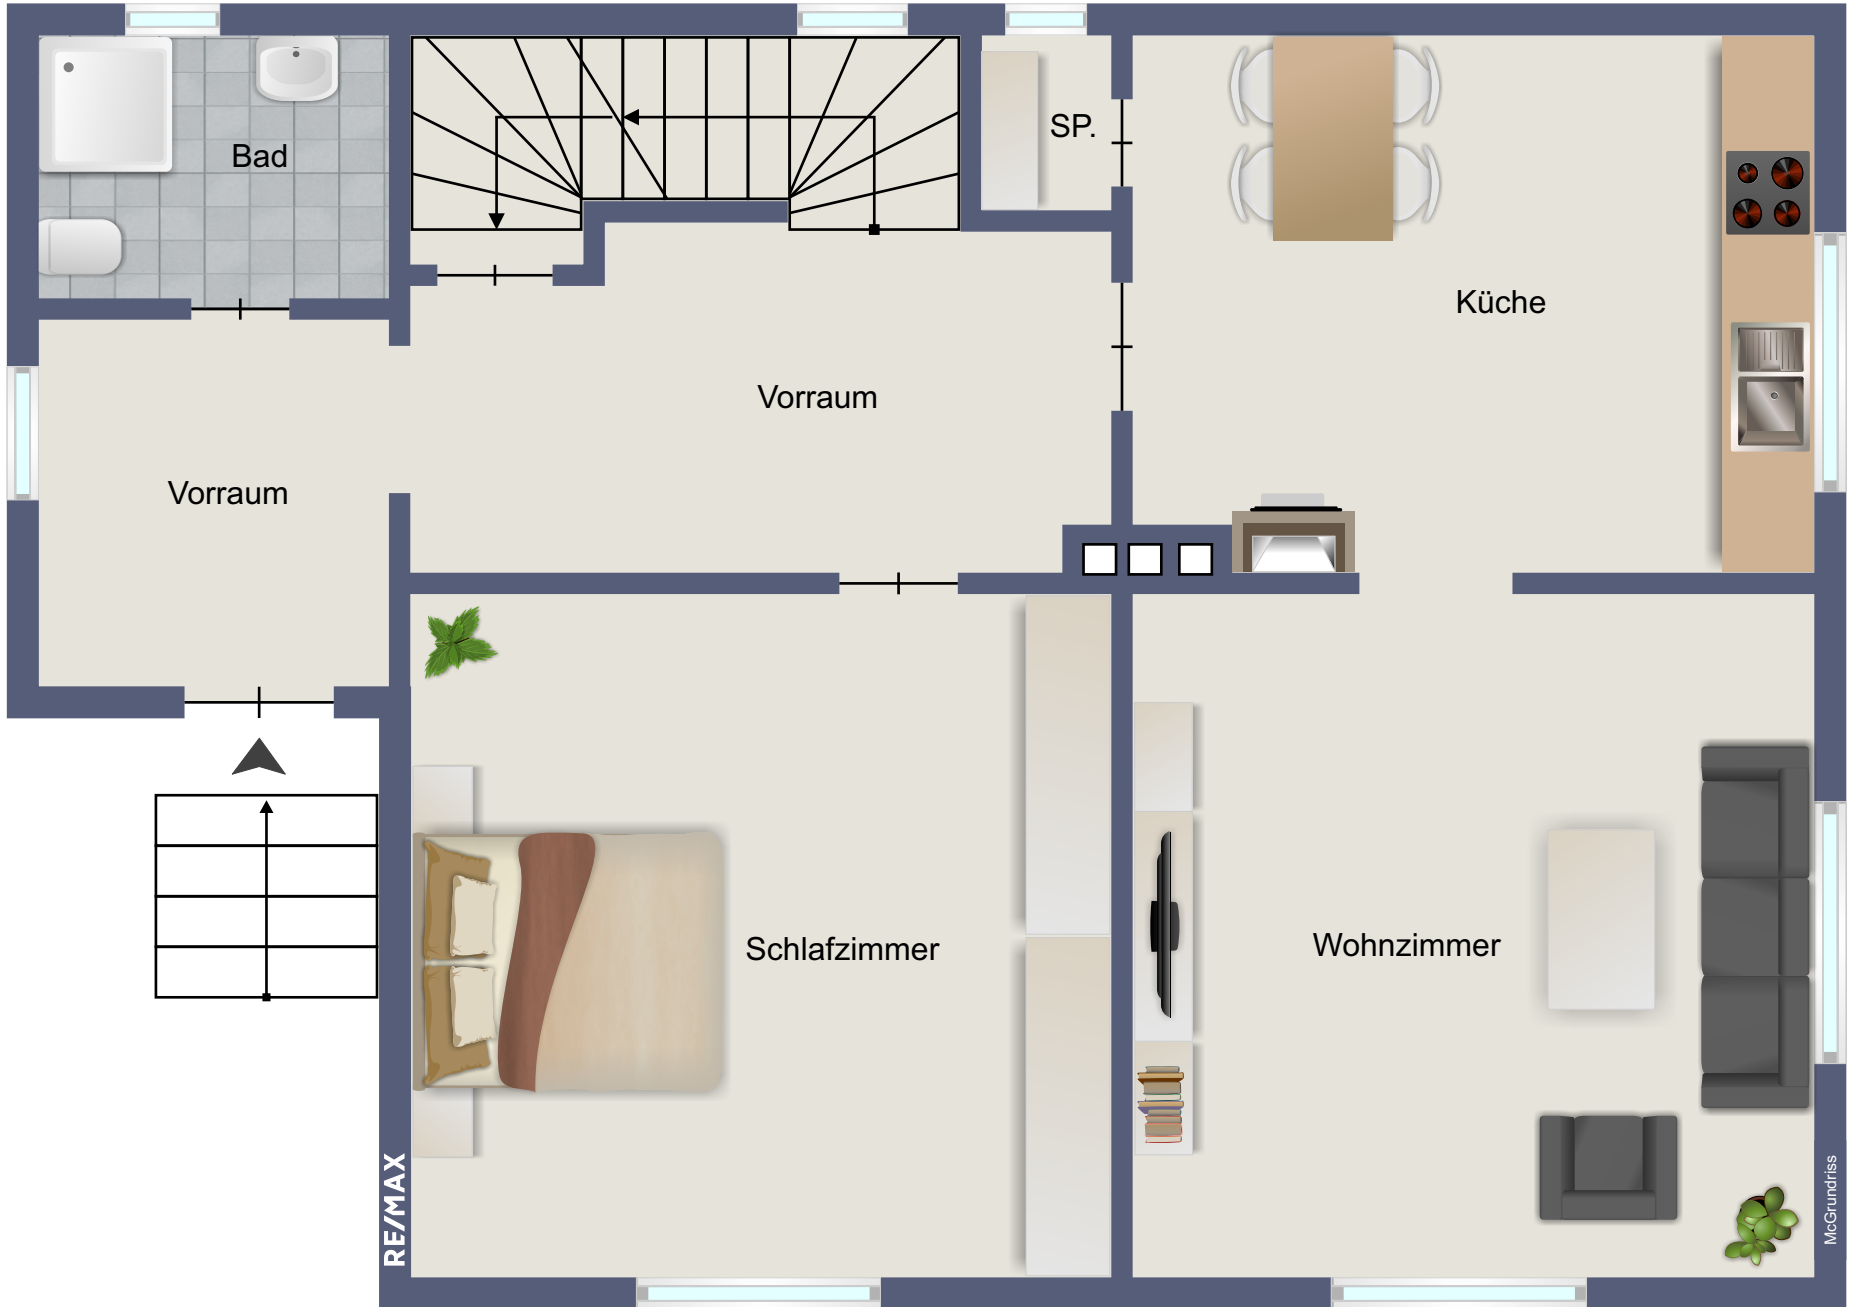 Bad
SP.
Küche
Vorraum
Vorraum
Schlafzimmer
Wohnzimmer
RE/MAX
McGrundriss